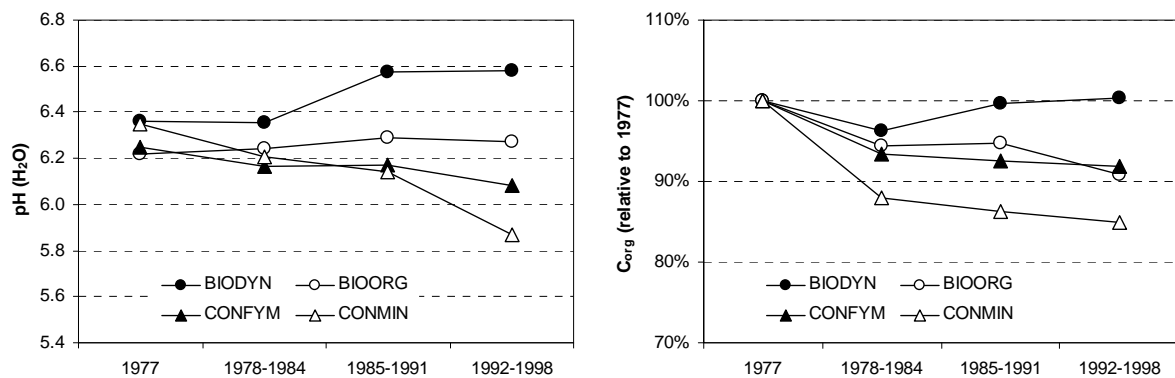 pH (H₂O)
6.8
6.6
6.4
6.2
6.0
5.8
5.6
5.4
BIODYN BIOORG
CONFYM CONMIN
1977 1978-1984 1985-1991 1992-1998
Corg (relative to 1977)
110%
100%
90%
80%
70%
BIODYN BIOORG
CONFYM CONMIN
1977 1978-1984 1985-1991 1992-1998